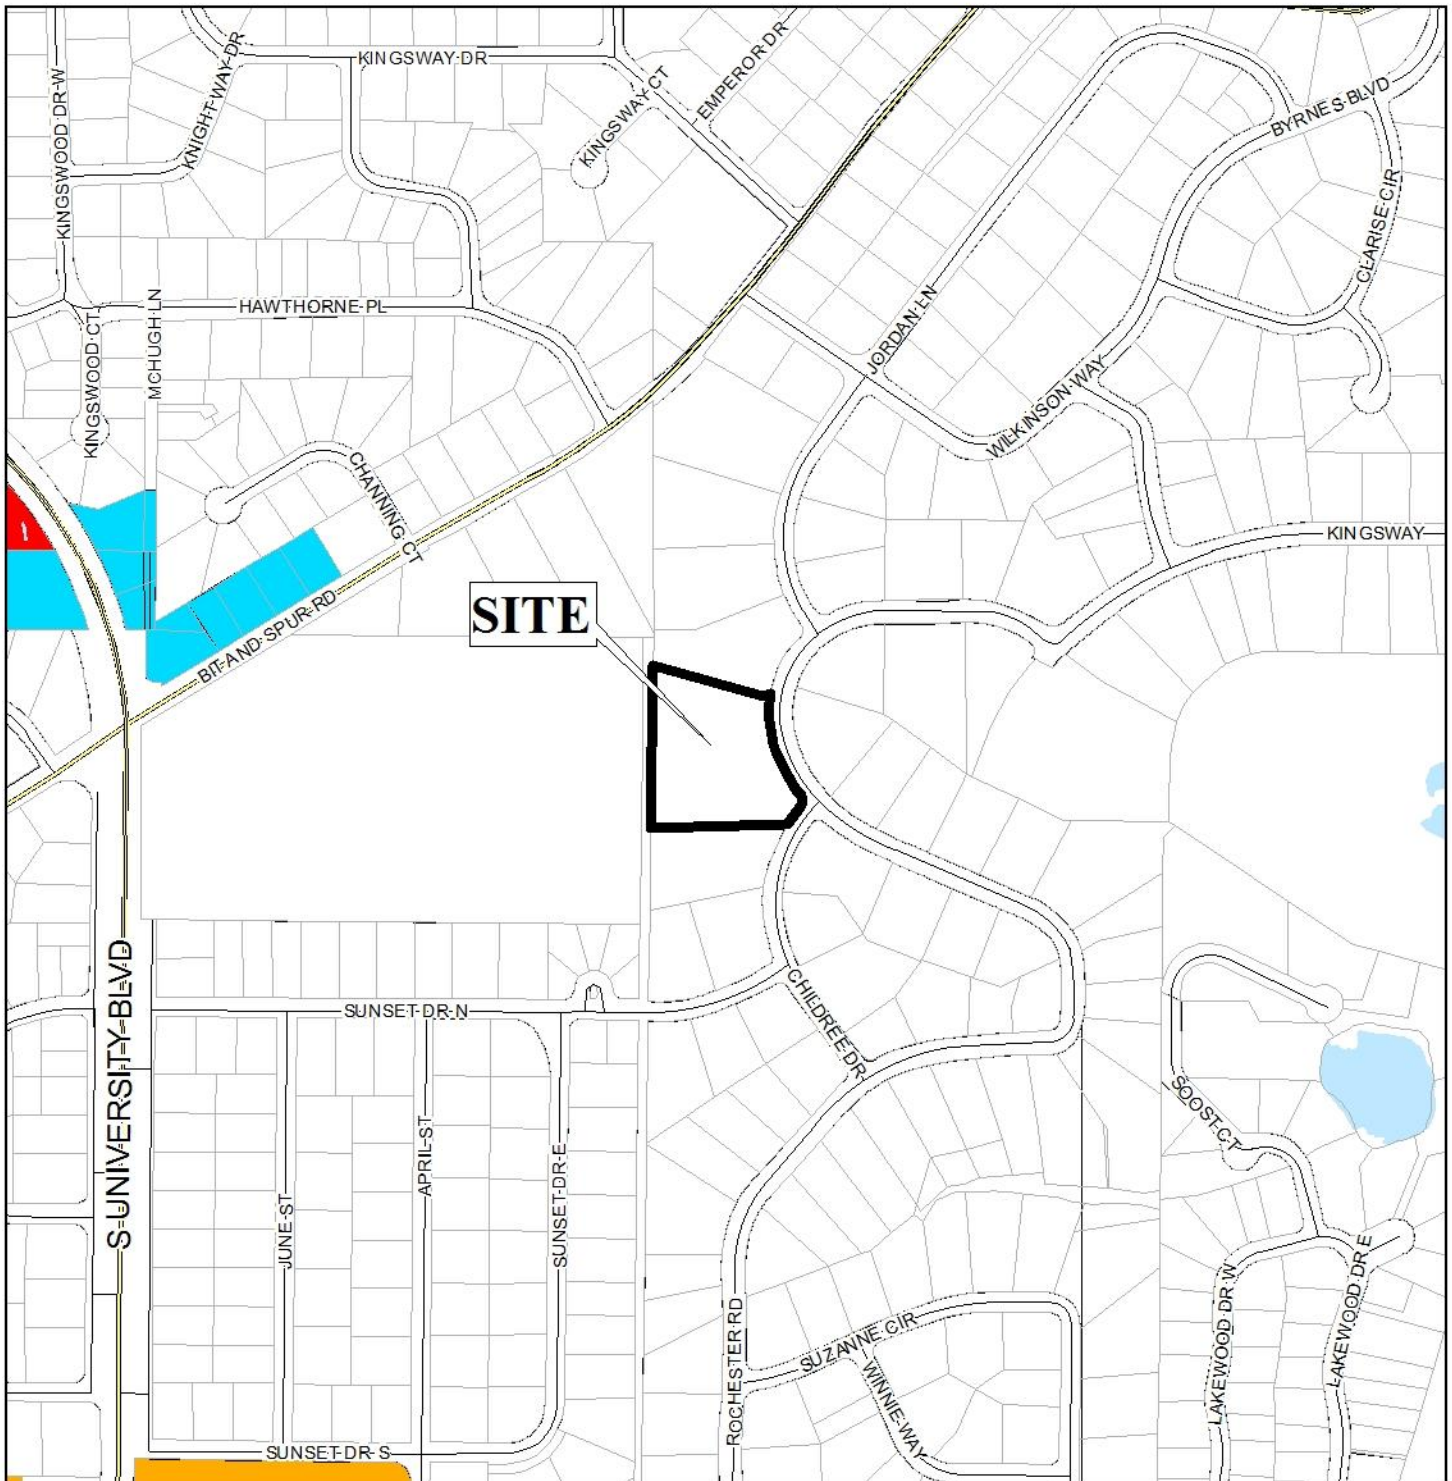 KINGSWAY DR
EMPEROR DR
KNIGHT WAY DR
KINGSWOOD DR W
KINGSWAY CT
BYRNES BLVD
CLARISE CIR
HAWTHORNE PL
MCHUGH LN
KINGSWOOD CT
JORDAN LN
WILKINSON WAY
CHANNING CT
KINGSWAY
SITE
BIT AND SPUR RD
S UNIVERSITY BLVD
SUNSET DR N
CHILDREE DR
SOOST CT
APRIL ST
JUNE ST
SUNSET DR E
LAKEWOOD DR W
LAKEWOOD DR E
ROCHESTER RD
SUZANNE CIR
WINNIE WAY
SUNSET DR S